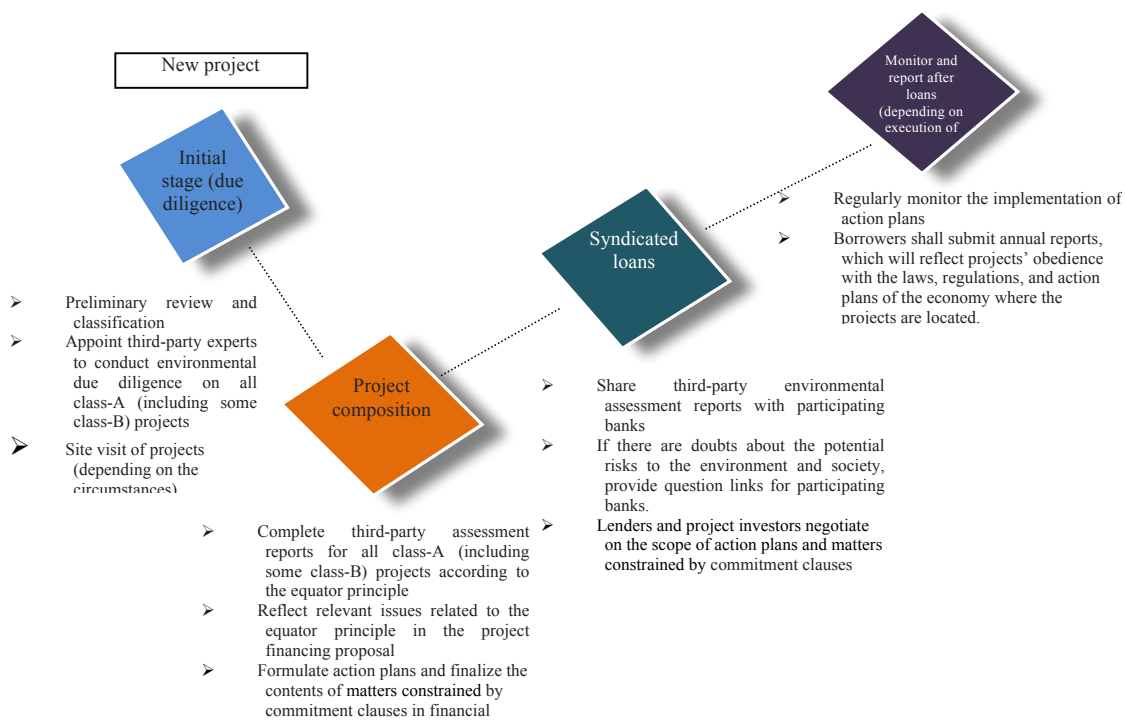 New project
Initial
stage (due
diligence)
➢ Preliminary review and
classification
➢ Appoint third-party experts
to conduct environmental
due diligence on all
class-A (including some
class-B) projects
➢ Site visit of projects
(depending on the
circumstances)
Project
composition
➢ Complete third-party assessment
reports for all class-A (including
some class-B) projects according to
the equator principle
➢ Reflect relevant issues related to the
equator principle in the project
financing proposal
➢ Formulate action plans and finalize the
contents of matters constrained by
commitment clauses in financial
Syndicated
loans
➢ Share third-party environmental
assessment reports with participating
banks
➢ If there are doubts about the potential
risks to the environment and society,
provide question links for participating
banks.
➢ Lenders and project investors negotiate
on the scope of action plans and matters
constrained by commitment clauses
Monitor and
report after
loans
(depending on
execution of
➢ Regularly monitor the implementation of
action plans
➢ Borrowers shall submit annual reports,
which will reflect projects’ obedience
with the laws, regulations, and action
plans of the economy where the
projects are located.